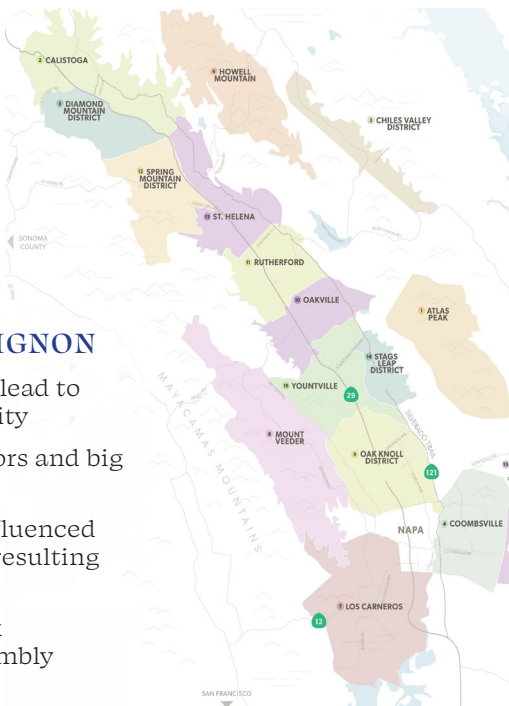 2 CALISTOGA
6 HOWELL
MOUNTAIN
5 DIAMOND
MOUNTAIN
DISTRICT
3 CHILES VALLEY
DISTRICT
12 SPRING
MOUNTAIN
DISTRICT
13 ST. HELENA
SONOMA
COUNTY
11 RUTHERFORD
10 OAKVILLE
1 ATLAS
PEAK
IGNON
14 STAGS
LEAP
DISTRICT
lead to
ity
16 YOUNTVILLE
29
MAYACAMAS MOUNTAINS
SILVERADO TRAIL
8 MOUNT
VEEDER
ors and big
9 OAK KNOLL
DISTRICT
121
15
fluenced
resulting
NAPA
4 COOMBSVILLE
7 LOS CARNEROS
12
mbly
SAN FRANCISCO